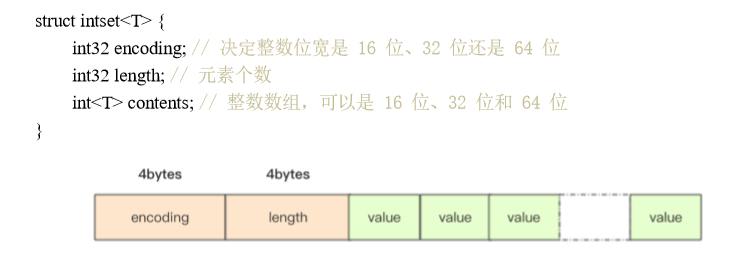 struct intset<T> {
int32 encoding; // 决定整数位宽是 16 位、32 位还是 64 位
int32 length; // 元素个数
int<T> contents; // 整数数组，可以是 16 位、32 位和 64 位
}
4bytes 4bytes
encoding length value value value value